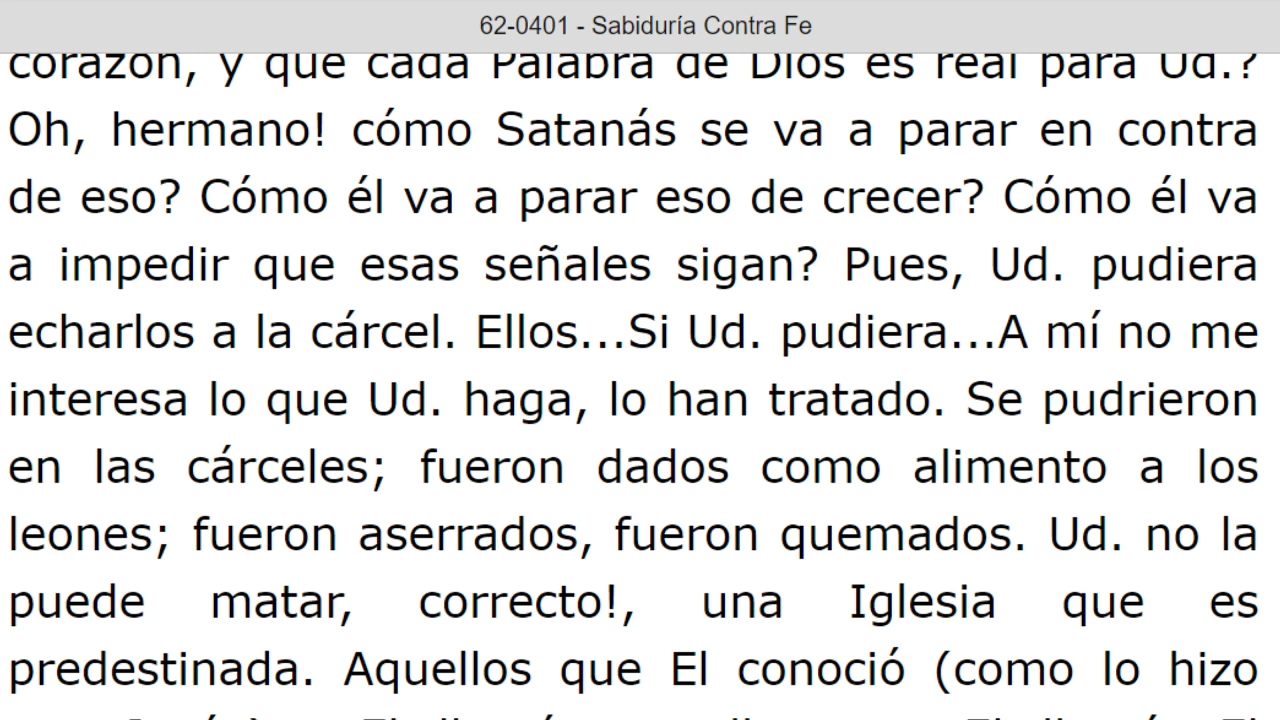 62-0401 - Sabiduría Contra Fe
corazón, y que cada Palabra de Dios es real para Ud.?
Oh, hermano! cómo Satanás se va a parar en contra
de eso? Cómo él va a parar eso de crecer? Cómo él va
a impedir que esas señales sigan? Pues, Ud. pudiera
echarlos a la cárcel. Ellos...Si Ud. pudiera...A mí no me
interesa lo que Ud. haga, lo han tratado. Se pudrieron
en las cárceles; fueron dados como alimento a los
leones; fueron aserrados, fueron quemados. Ud. no la
puede matar, correcto!, una Iglesia que es
predestinada. Aquellos que El conoció (como lo hizo